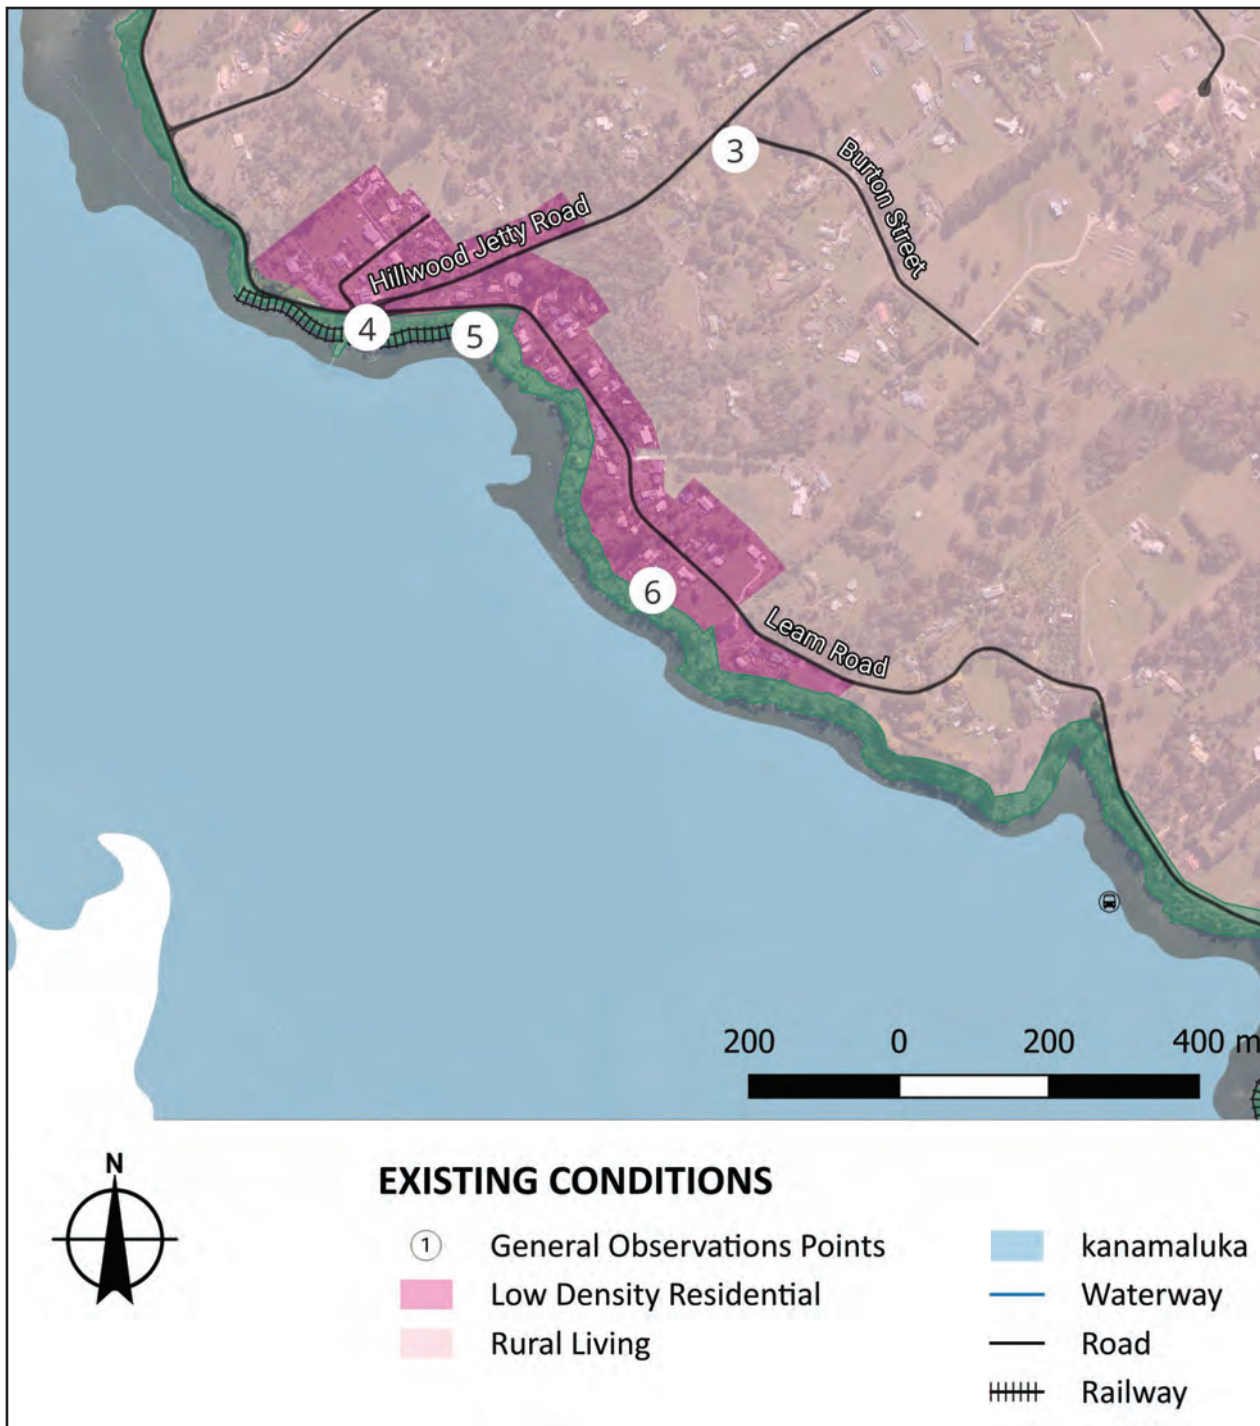 3
Burton Street
Hillwood Jetty Road
4
5
6
Leam Road
200 0 200 400 m
N
EXISTING CONDITIONS
1 General Observations Points
Low Density Residential
Rural Living
kanamaluka
Waterway
Road
Railway